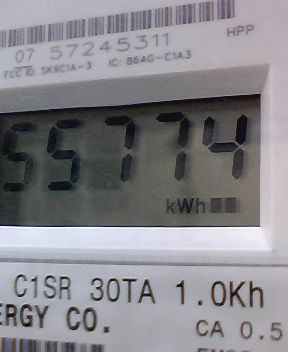 07 57245311
HPP
FCC ID: SK9C1A-3 IC: 864G-C1A3
55774
kWh
C1SR 30TA 1.0Kh
ERGY CO.
CA 0.5